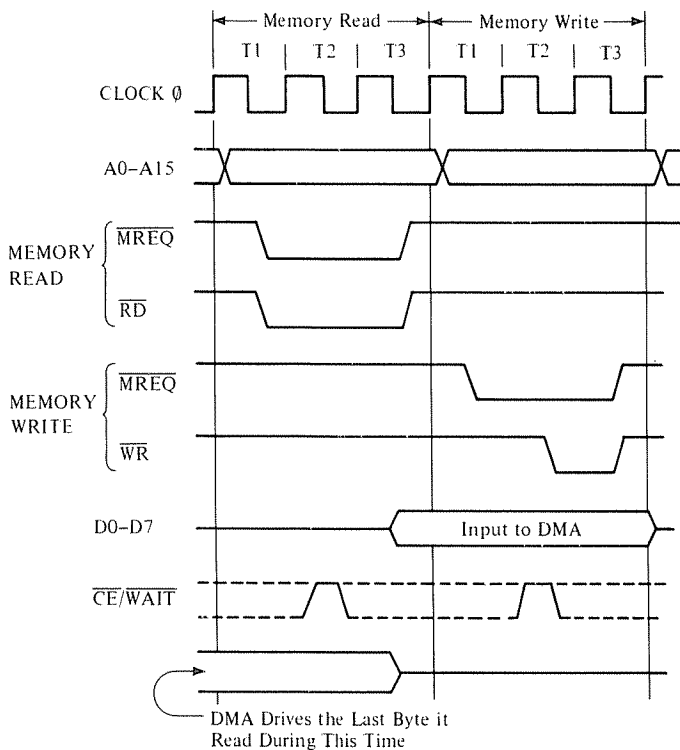 Memory Read
Memory Write
T1 T2 T3 T1 T2 T3
CLOCK ∅
A0–A15
MEMORY READ
MREQ
RD
MEMORY WRITE
MREQ
WR
D0–D7
Input to DMA
CE/WAIT
DMA Drives the Last Byte it
Read During This Time